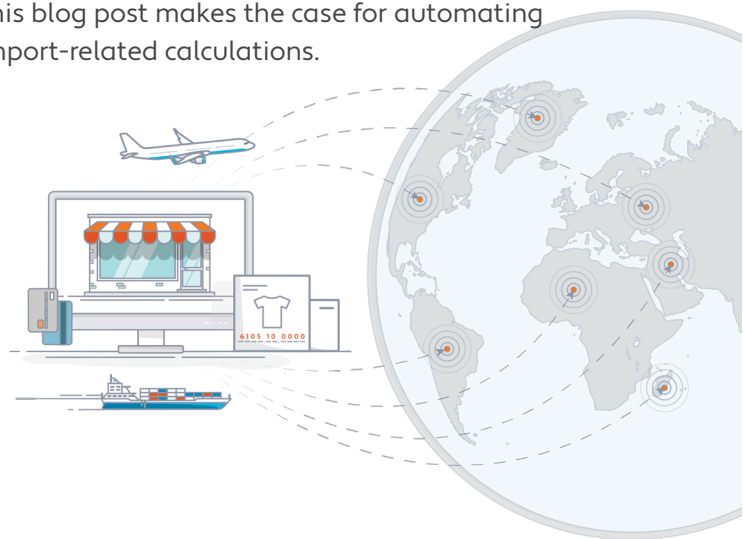 his blog post makes the case for automating
mport-related calculations.
6105 10 0000